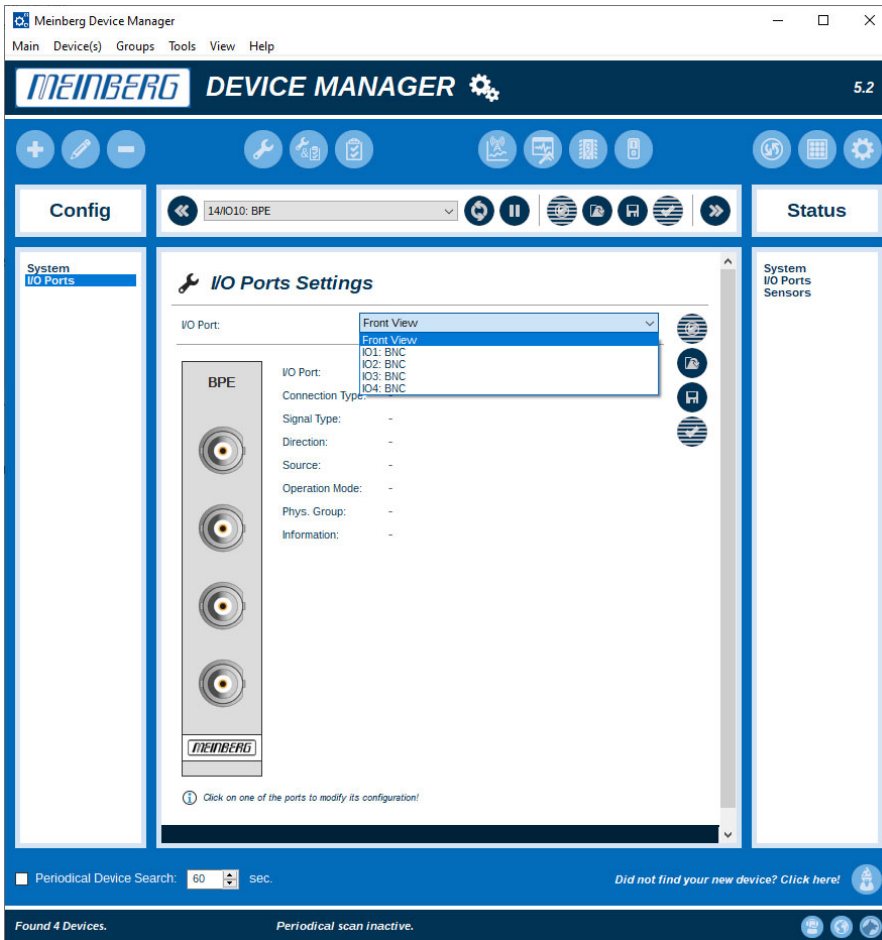 Meinberg Device Manager
Main Device(s) Groups Tools View Help
MEINBERG DEVICE MANAGER 5.2
Config
14/IO10: BPE
Status
System
I/O Ports
I/O Ports Settings
I/O Port: Front View
Front View
IO1: BNC
IO2: BNC
IO3: BNC
IO4: BNC
BPE
I/O Port:
Connection Type: -
Signal Type: -
Direction: -
Source: -
Operation Mode: -
Phys. Group: -
Information: -
MEINBERG
Click on one of the ports to modify its configuration!
System
I/O Ports
Sensors
Periodical Device Search: 60 sec.
Did not find your new device? Click here!
Found 4 Devices. Periodical scan inactive.